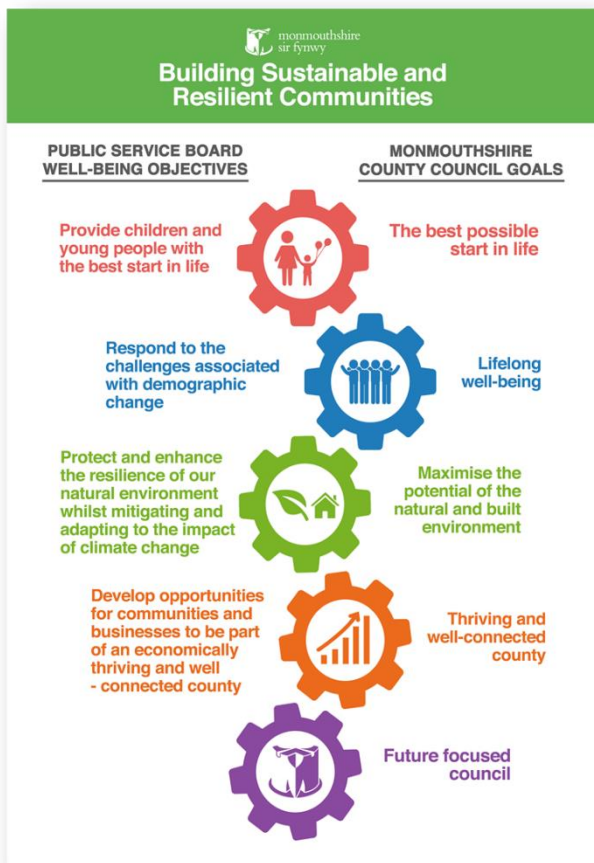 monmouthshire
sir fynwy
Building Sustainable and
Resilient Communities
PUBLIC SERVICE BOARD
WELL-BEING OBJECTIVES
MONMOUTHSHIRE
COUNTY COUNCIL GOALS
Provide children and
young people with
the best start in life
The best possible
start in life
Respond to the
challenges associated
with demographic
change
Lifelong
well-being
Protect and enhance
the resilience of our
natural environment
whilst mitigating and
adapting to the impact
of climate change
Maximise the
potential of the
natural and built
environment
Develop opportunities
for communities and
businesses to be part
of an economically
thriving and well
- connected county
Thriving and
well-connected
county
Future focused
council